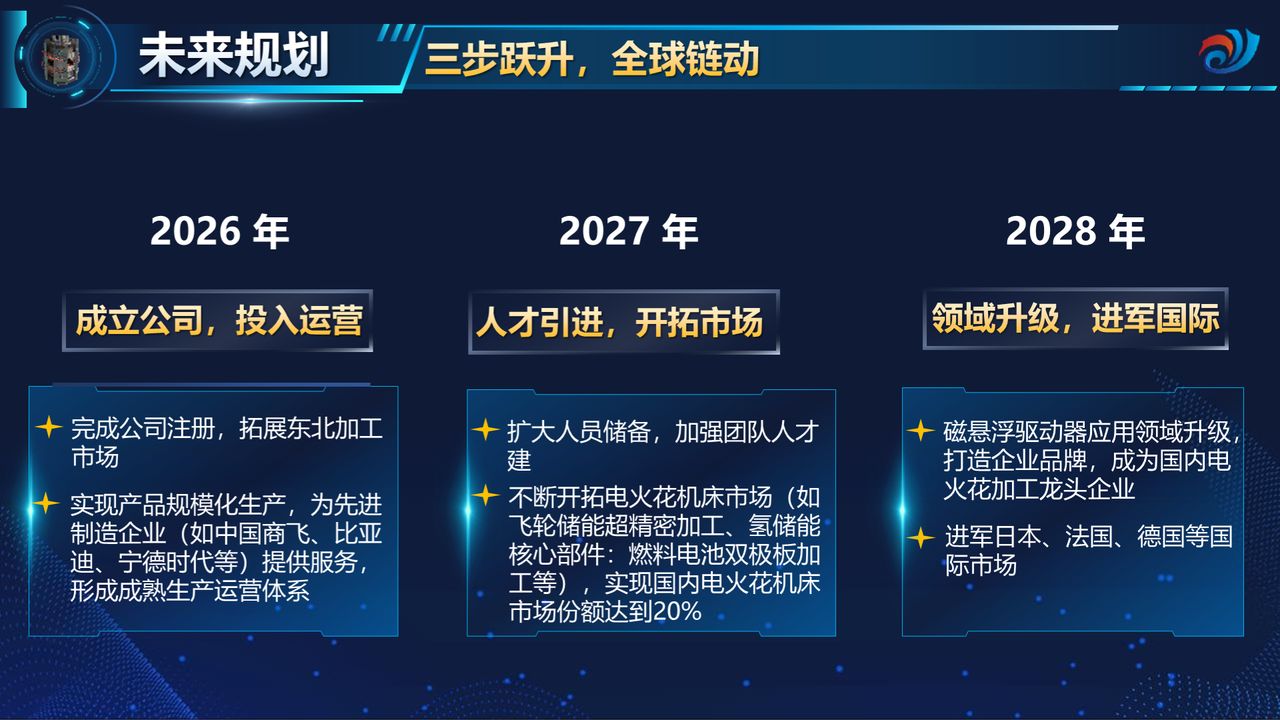 未来规划
三步跃升，全球链动
2026 年
成立公司，投入运营
完成公司注册，拓展东北加工
市场
实现产品规模化生产，为先进
制造企业（如中国商飞、比亚
迪、宁德时代等）提供服务，
形成成熟生产运营体系
2027 年
人才引进，开拓市场
扩大人员储备，加强团队人才
建
不断开拓电火花机床市场（如
飞轮储能超精密加工、氢储能
核心部件：燃料电池双极板加
工等），实现国内电火花机床
市场份额达到20%
2028 年
领域升级，进军国际
磁悬浮驱动器应用领域升级，
打造企业品牌，成为国内电
火花加工龙头企业
进军日本、法国、德国等国
际市场